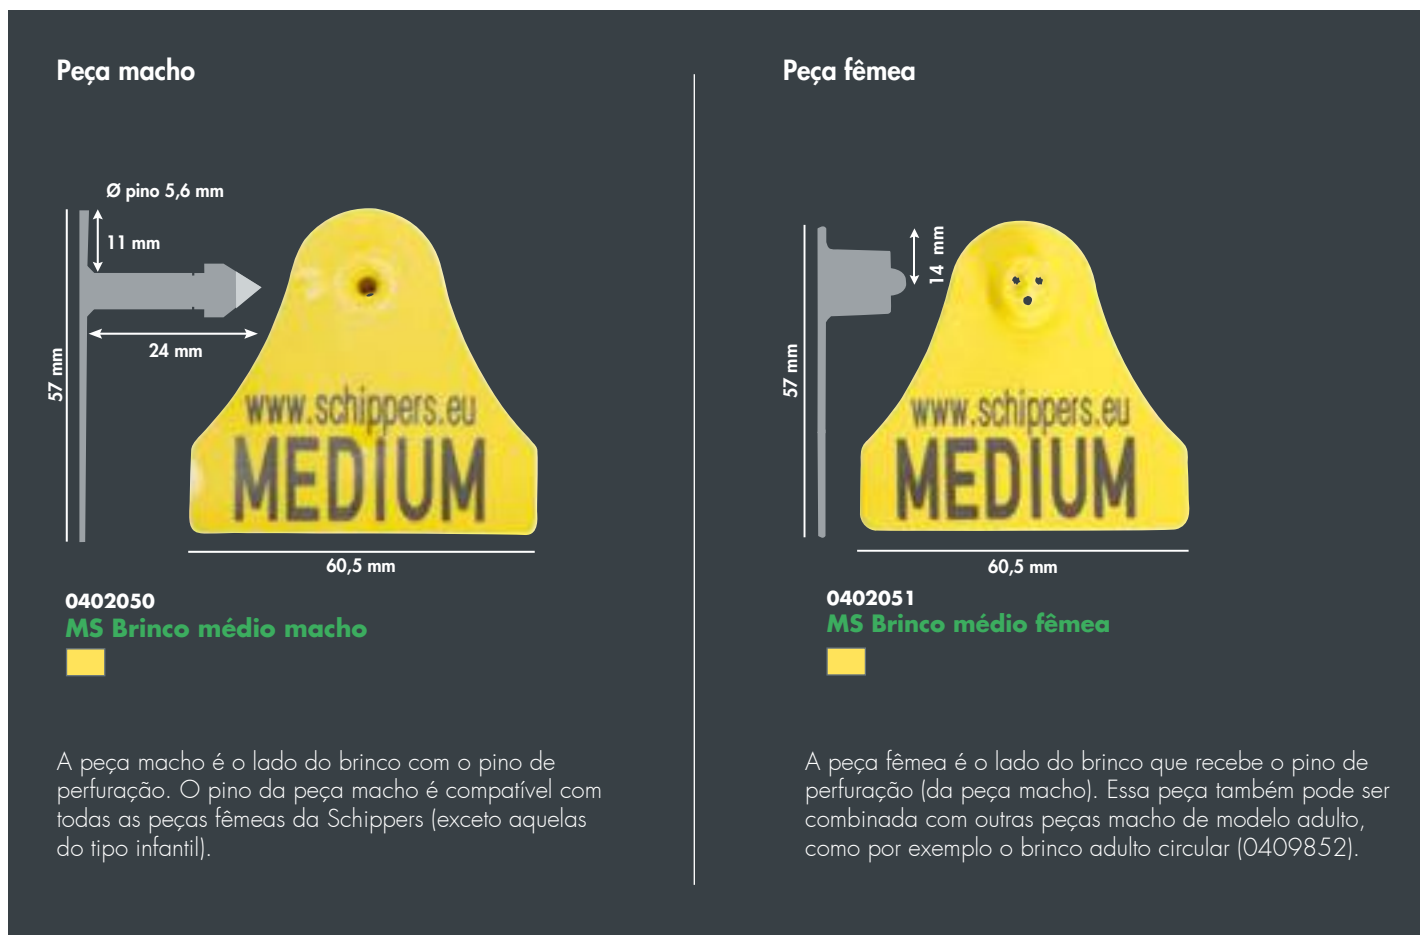 Peça macho
Ø pino 5,6 mm
11 mm
24 mm
57 mm
www.schippers.eu
MEDIUM
60,5 mm
0402050
MS Brinco médio macho
A peça macho é o lado do brinco com o pino de
perfuração. O pino da peça macho é compatível com
todas as peças fêmeas da Schippers (exceto aquelas
do tipo infantil).
Peça fêmea
14 mm
57 mm
www.schippers.eu
MEDIUM
60,5 mm
0402051
MS Brinco médio fêmea
A peça fêmea é o lado do brinco que recebe o pino de
perfuração (da peça macho). Essa peça também pode ser
combinada com outras peças macho de modelo adulto,
como por exemplo o brinco adulto circular (0409852).